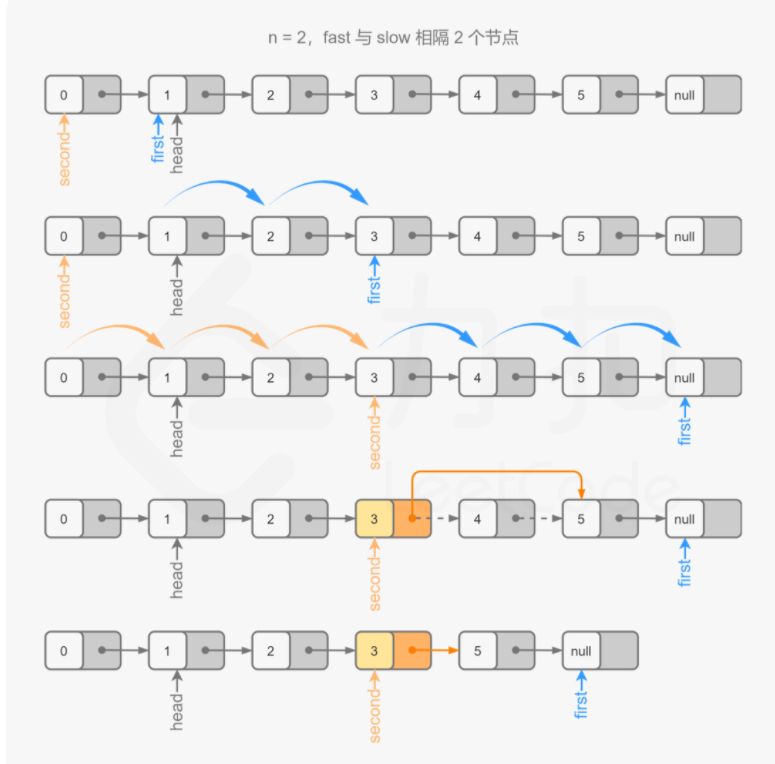 n = 2，fast 与 slow 相隔 2 个节点
0 1 2 3 4 5 null
second first head
0 1 2 3 4 5 null
second head first
0 1 2 3 4 5 null
head second first
力扣
LeetCode
0 1 2 3 4 5 null
head second first
0 1 2 3 5 null
head second first